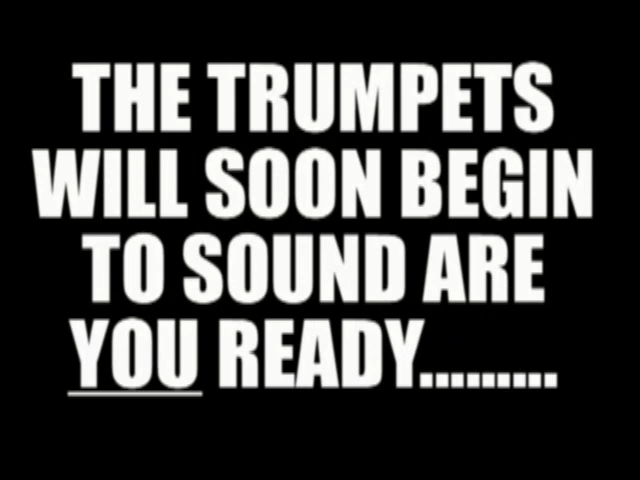 THE TRUMPETS
WILL SOON BEGIN
TO SOUND ARE
YOU READY.........